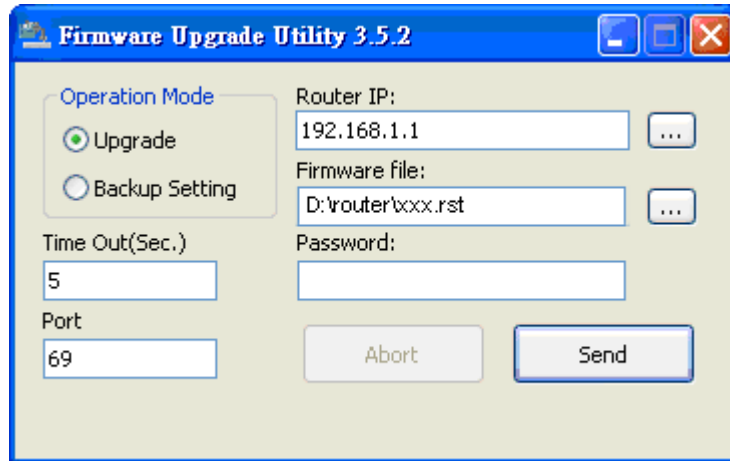 Firmware Upgrade Utility 3.5.2
Operation Mode
Upgrade
Backup Setting
Time Out(Sec.)
5
Port
69
Router IP:
192.168.1.1
...
Firmware file:
D:\router\xxx.rst
...
Password:
Abort
Send